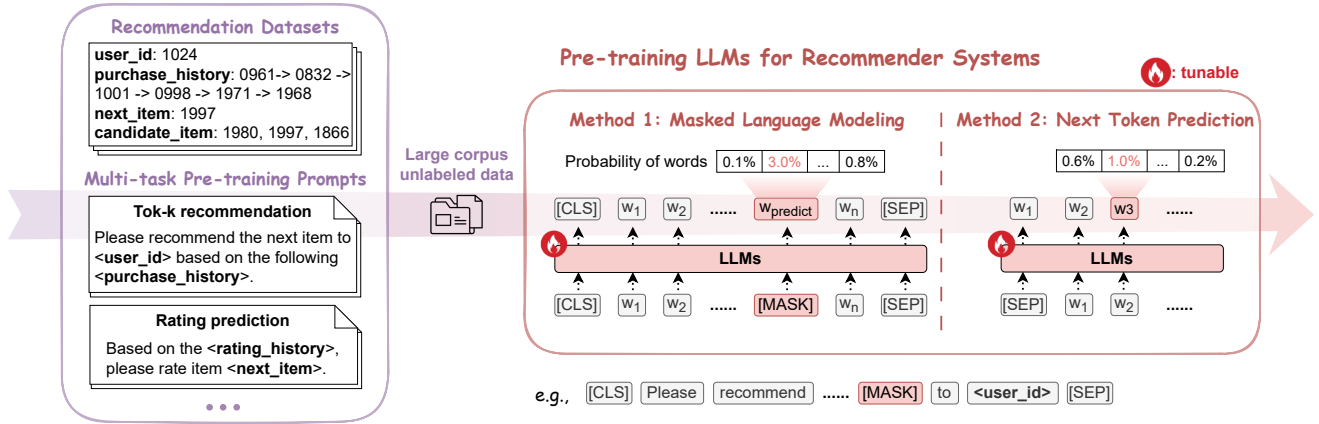 Recommendation Datasets
user_id: 1024
purchase_history: 0961-> 0832 ->
1001 -> 0998 -> 1971 -> 1968
next_item: 1997
candidate_item: 1980, 1997, 1866
Multi-task Pre-training Prompts
Tok-k recommendation
Please recommend the next item to
<user_id> based on the following
<purchase_history>.
Rating prediction
Based on the <rating_history>,
please rate item <next_item>.
Large corpus
unlabeled data
Pre-training LLMs for Recommender Systems
: tunable
Method 1: Masked Language Modeling
Probability of words 0.1% 3.0% ... 0.8%
[CLS] w1 w2 ...... wpredict wn [SEP]
LLMs
[CLS] w1 w2 ...... [MASK] wn [SEP]
Method 2: Next Token Prediction
0.6% 1.0% ... 0.2%
w1 w2 w3 ......
LLMs
[SEP] w1 w2 ......
e.g., [CLS] Please recommend ...... [MASK] to <user_id> [SEP]